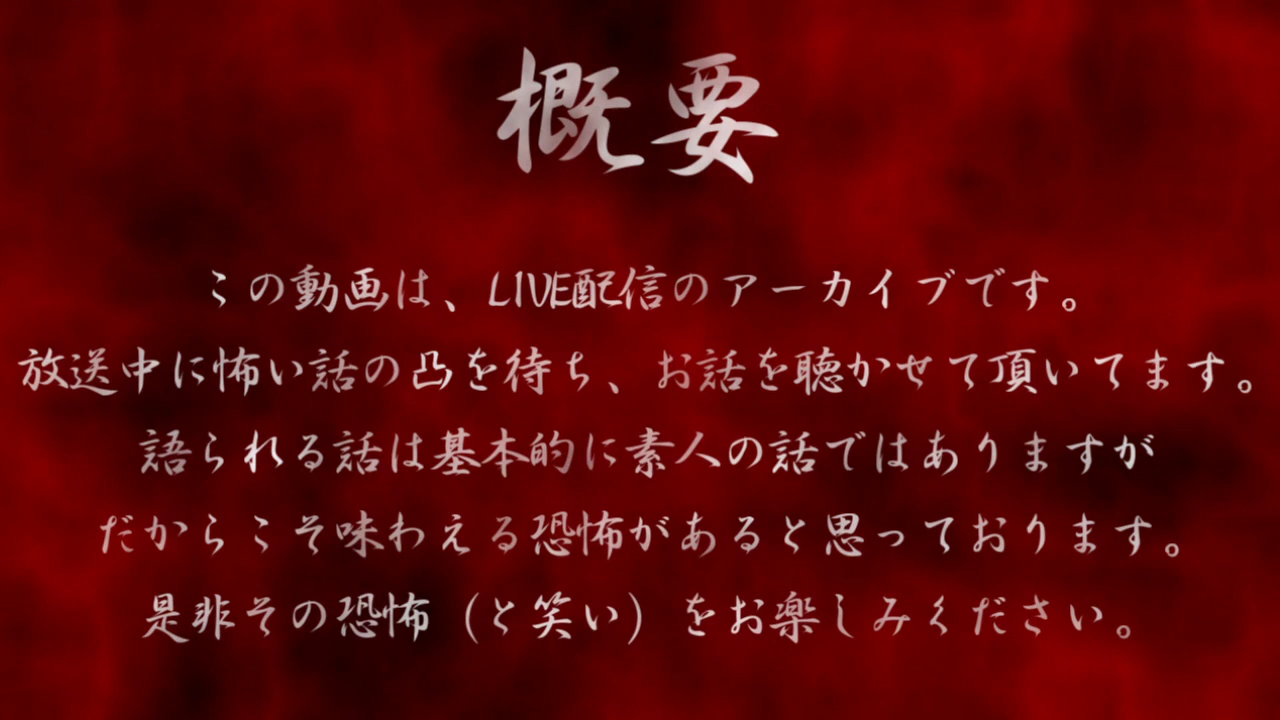 概要
この動画は、LIVE配信のアーカイブです。
放送中に怖い話の凸を待ち、お話を聴かせて頂いてます。
語られる話は基本的に素人の話ではありますが
だからこそ味わえる恐怖があると思っております。
是非その恐怖（と笑い）をお楽しみください。